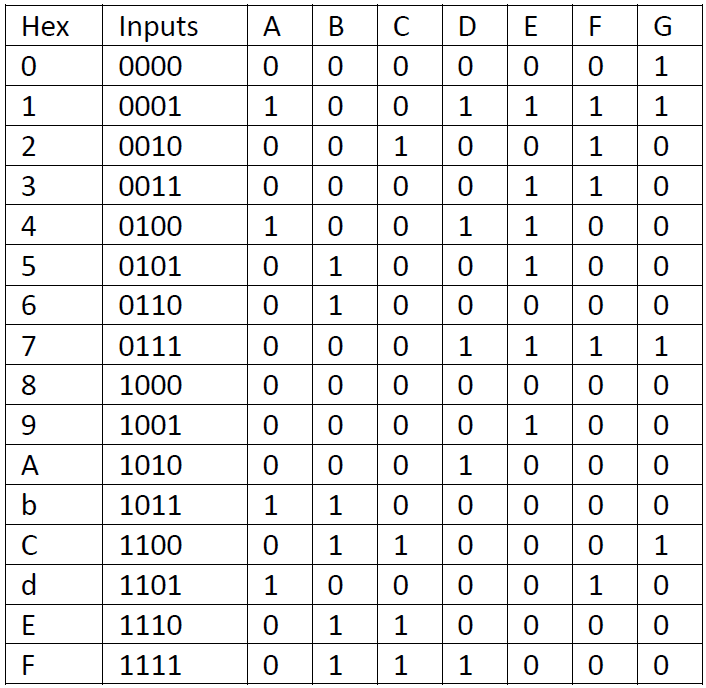 Hex Inputs A B C D E F G
0 0000 0 0 0 0 0 0 1
1 0001 1 0 0 1 1 1 1
2 0010 0 0 1 0 0 1 0
3 0011 0 0 0 0 1 1 0
4 0100 1 0 0 1 1 0 0
5 0101 0 1 0 0 1 0 0
6 0110 0 1 0 0 0 0 0
7 0111 0 0 0 1 1 1 1
8 1000 0 0 0 0 0 0 0
9 1001 0 0 0 0 1 0 0
A 1010 0 0 0 1 0 0 0
b 1011 1 1 0 0 0 0 0
C 1100 0 1 1 0 0 0 1
d 1101 1 0 0 0 0 1 0
E 1110 0 1 1 0 0 0 0
F 1111 0 1 1 1 0 0 0